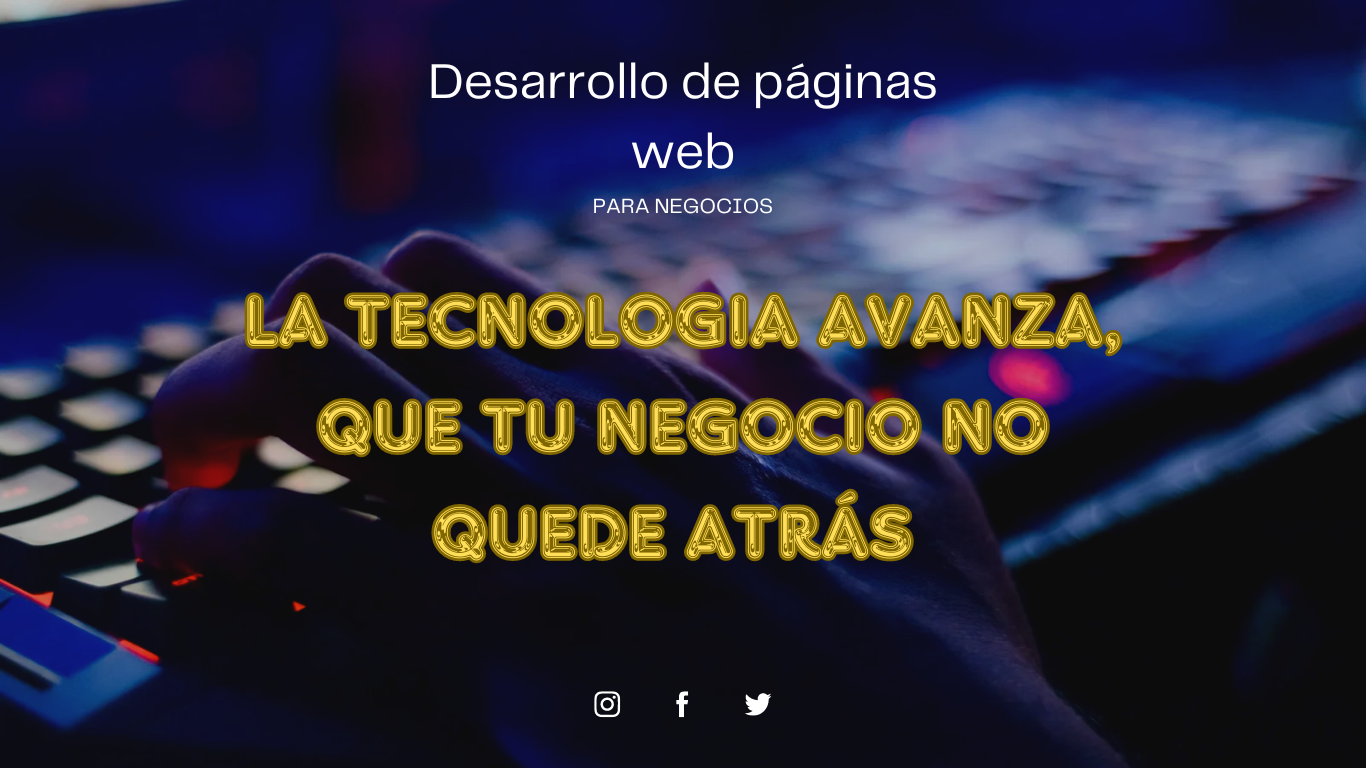 Desarrollo de páginas
web
PARA NEGOCIOS
LA TECNOLOGIA AVANZA,
QUE TU NEGOCIO NO
QUEDE ATRÁS